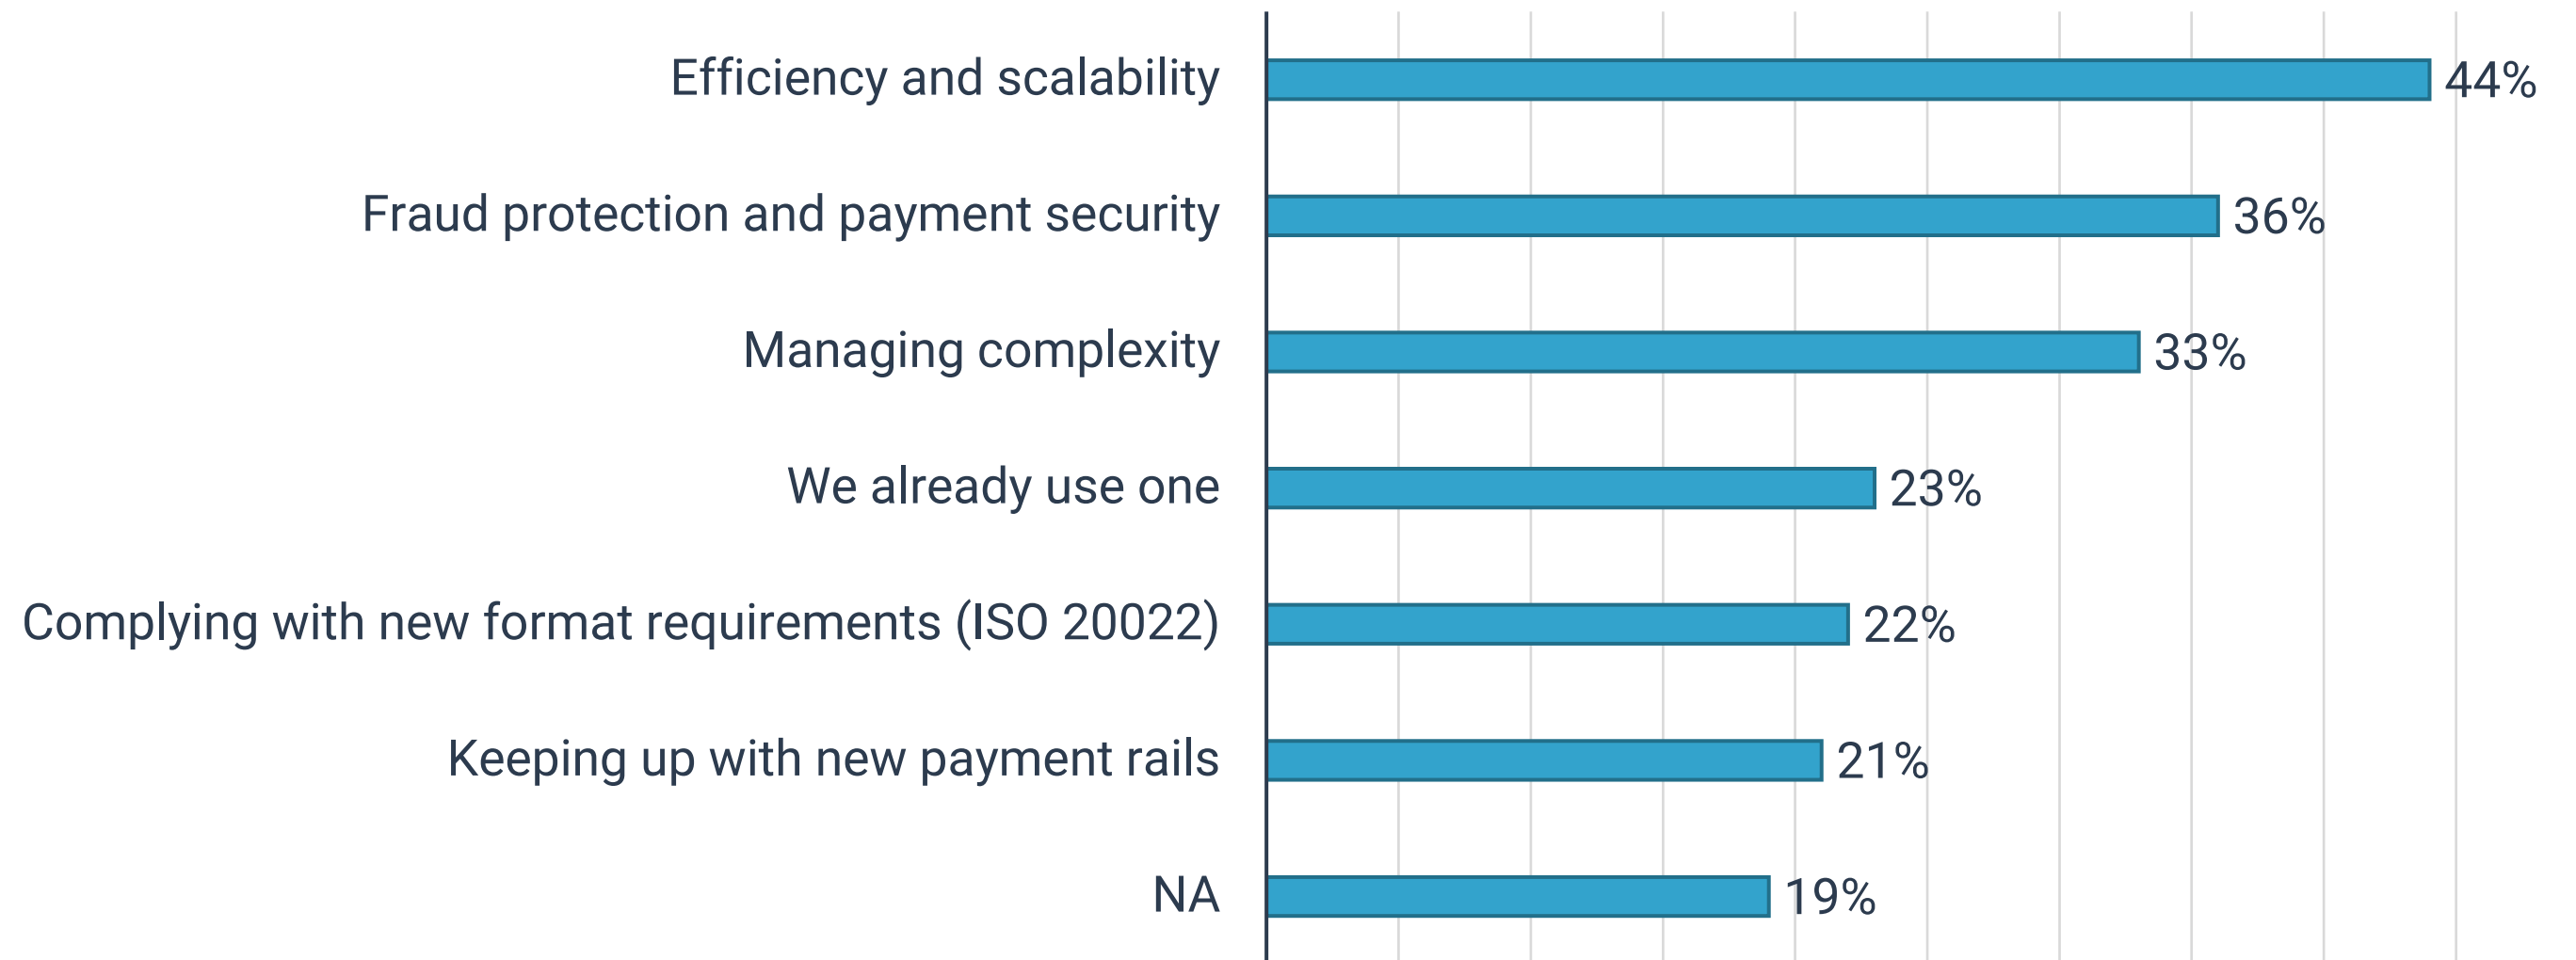 Efficiency and scalability 44%
Fraud protection and payment security 36%
Managing complexity 33%
We already use one 23%
Complying with new format requirements (ISO 20022) 22%
Keeping up with new payment rails 21%
NA 19%